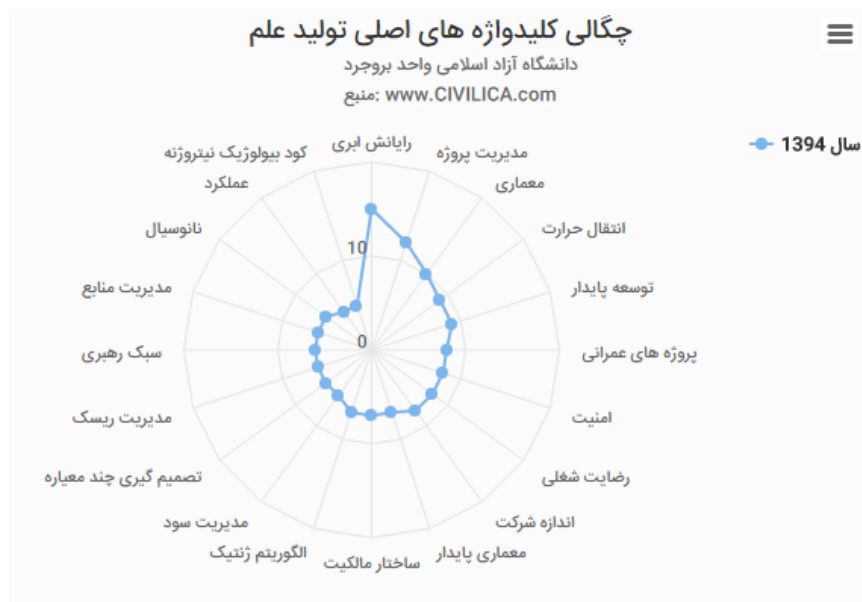 چگالی کلیدواژه های اصلی تولید علم
دانشگاه آزاد اسلامی واحد بروجرد
منبع: www.CIVILICA.com
سال 1394
رایانش ابری
مدیریت پروژه
معماری
انتقال حرارت
توسعه پایدار
پروژه های عمرانی
امنیت
رضایت شغلی
اندازه شرکت
معماری پایدار
ساختار مالکیت
الگوریتم ژنتیک
مدیریت سود
تصمیم گیری چند معیاره
مدیریت ریسک
سبک رهبری
مدیریت منابع
نانوسیال
عملکرد
کود بیولوژیک نیتروژنه
10
0